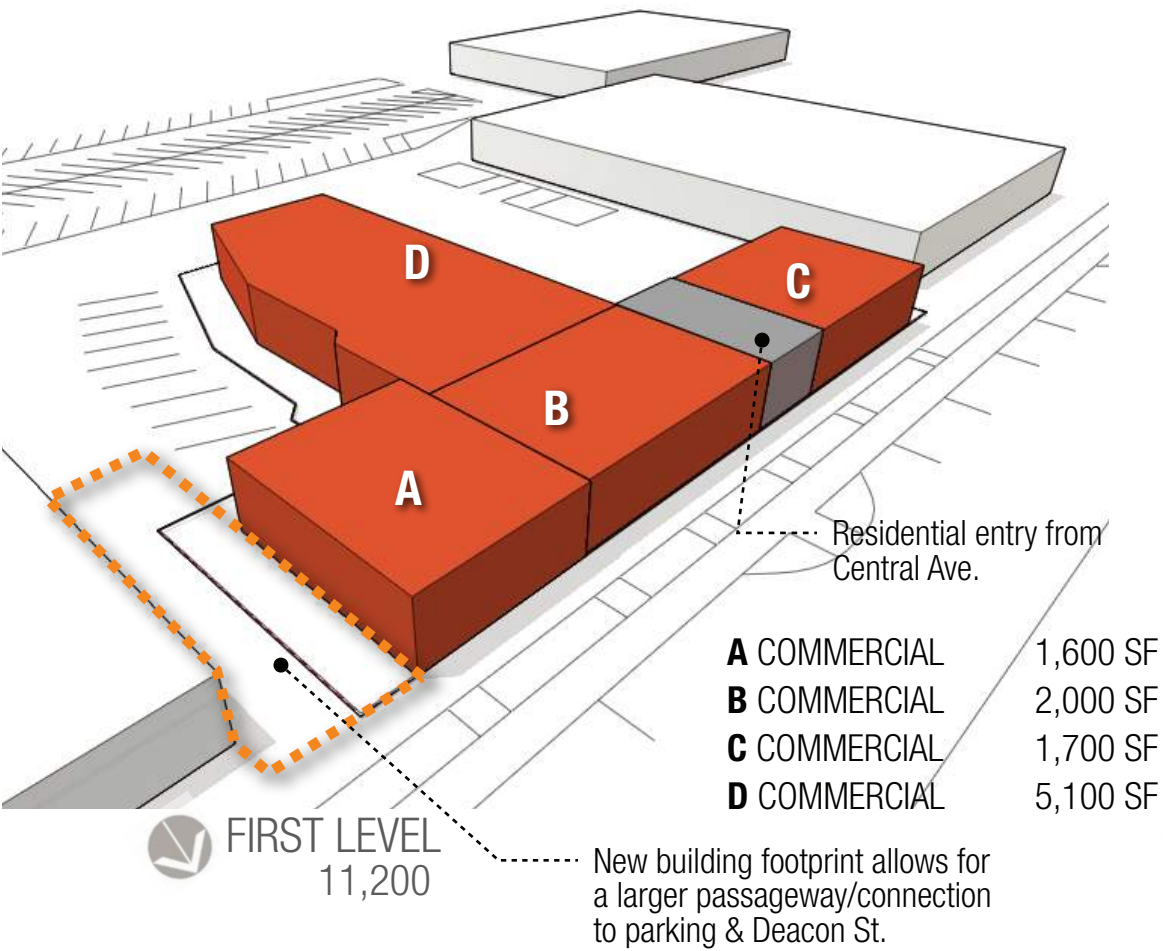 D
C
B
A
Residential entry from
Central Ave.
A COMMERCIAL 1,600 SF
B COMMERCIAL 2,000 SF
C COMMERCIAL 1,700 SF
D COMMERCIAL 5,100 SF
FIRST LEVEL
11,200
New building footprint allows for
a larger passageway/connection
to parking & Deacon St.